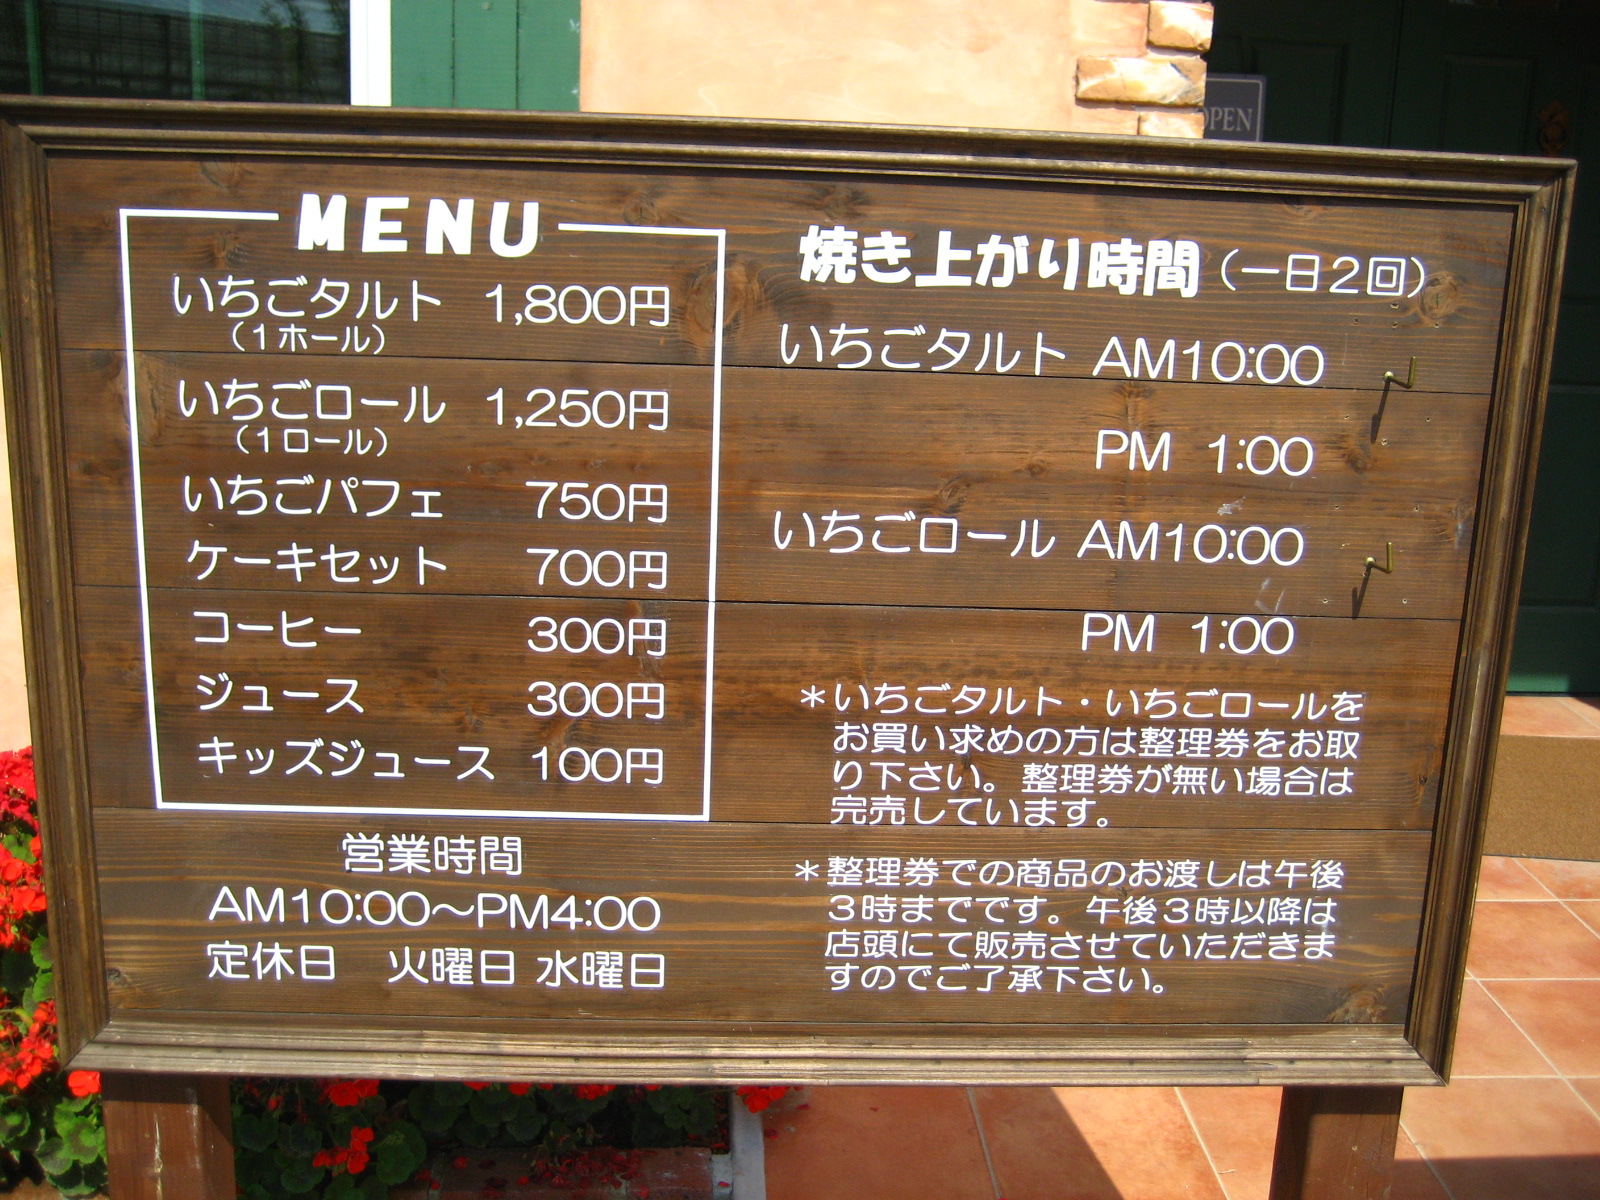 OPEN
MENU
いちごタルト 1,800円
（1ホール）
いちごロール 1,250円
（1ロール）
いちごパフェ 750円
ケーキセット 700円
コーヒー 300円
ジュース 300円
キッズジュース 100円
営業時間
AM10:00～PM4:00
定休日 火曜日 水曜日
焼き上がり時間（一日２回）
いちごタルト AM10:00
PM 1:00
いちごロール AM10:00
PM 1:00
＊いちごタルト・いちごロールを
お買い求めの方は整理券をお取
り下さい。整理券が無い場合は
完売しています。
＊整理券での商品のお渡しは午後
３時までです。午後３時以降は
店頭にて販売させていただきま
すのでご了承下さい。